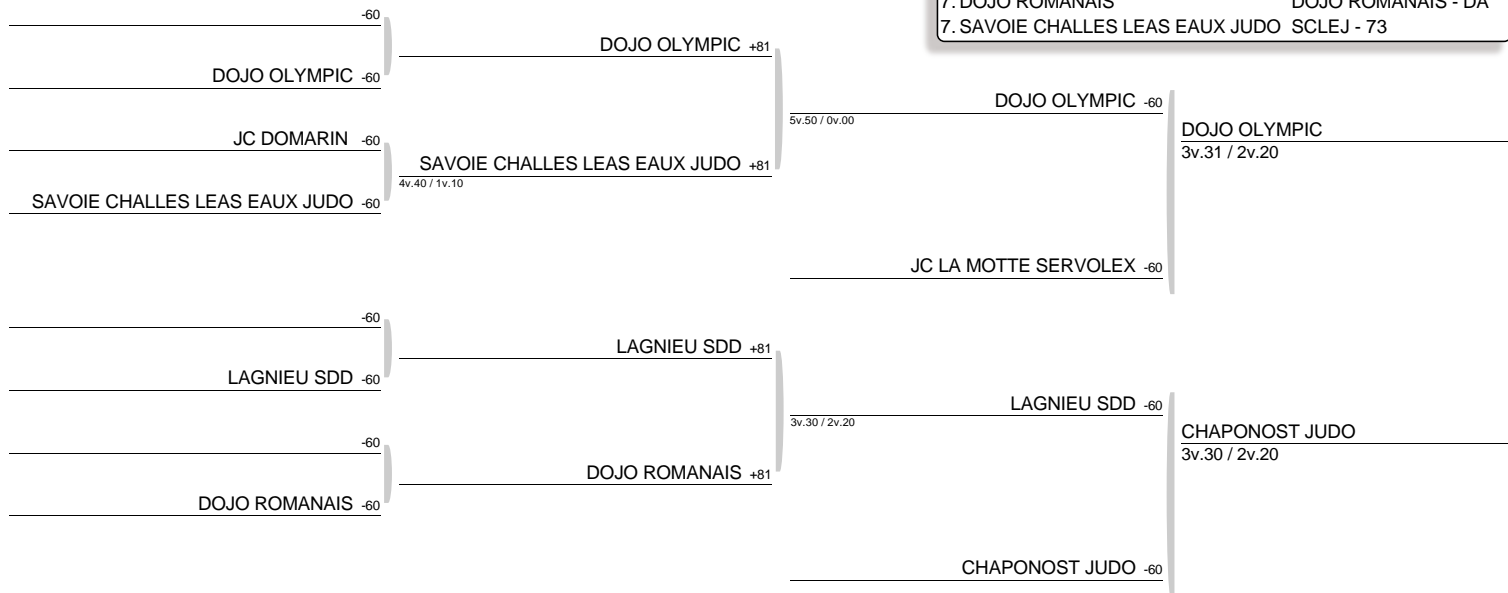 7. DOJO ROMANAIS DOJO ROMANAIS - DA
7. SAVOIE CHALLES LEAS EAUX JUDO SCLEJ - 73
-60
DOJO OLYMPIC -60
JC DOMARIN -60
SAVOIE CHALLES LEAS EAUX JUDO -60
-60
LAGNIEU SDD -60
-60
DOJO ROMANAIS -60
DOJO OLYMPIC +81
SAVOIE CHALLES LEAS EAUX JUDO +81
4v.40 / 1v.10
LAGNIEU SDD +81
DOJO ROMANAIS +81
DOJO OLYMPIC -60
5v.50 / 0v.00
JC LA MOTTE SERVOLEX -60
LAGNIEU SDD -60
3v.30 / 2v.20
CHAPONOST JUDO -60
DOJO OLYMPIC
3v.31 / 2v.20
CHAPONOST JUDO
3v.30 / 2v.20